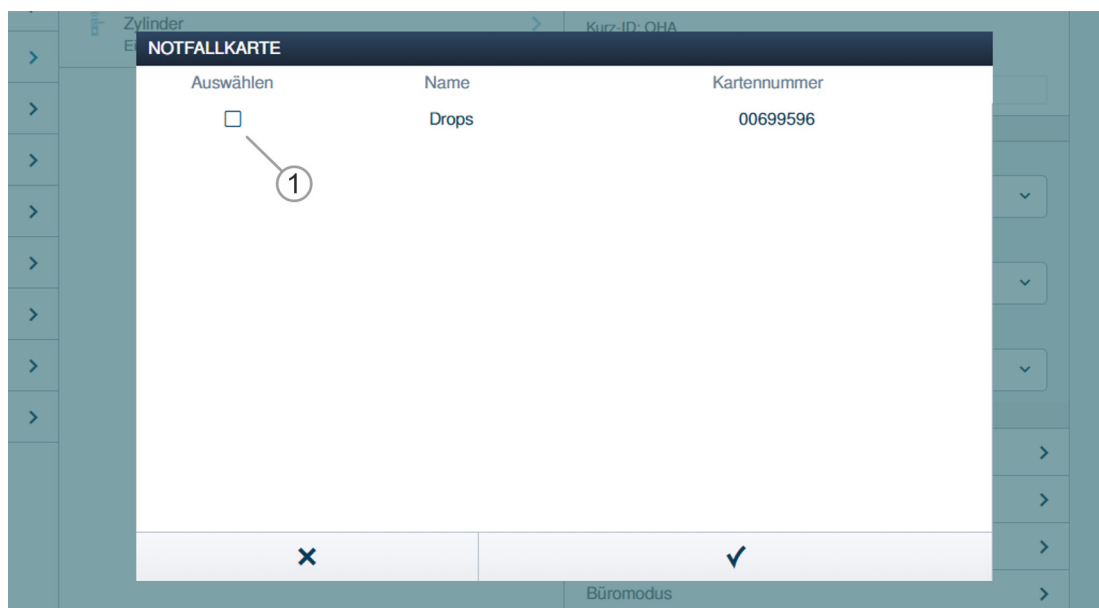 Zylinder
Kurz-ID: OHA
NOTFALLKARTE
Auswählen Name Kartennummer
Drops 00699596
1
Büromodus